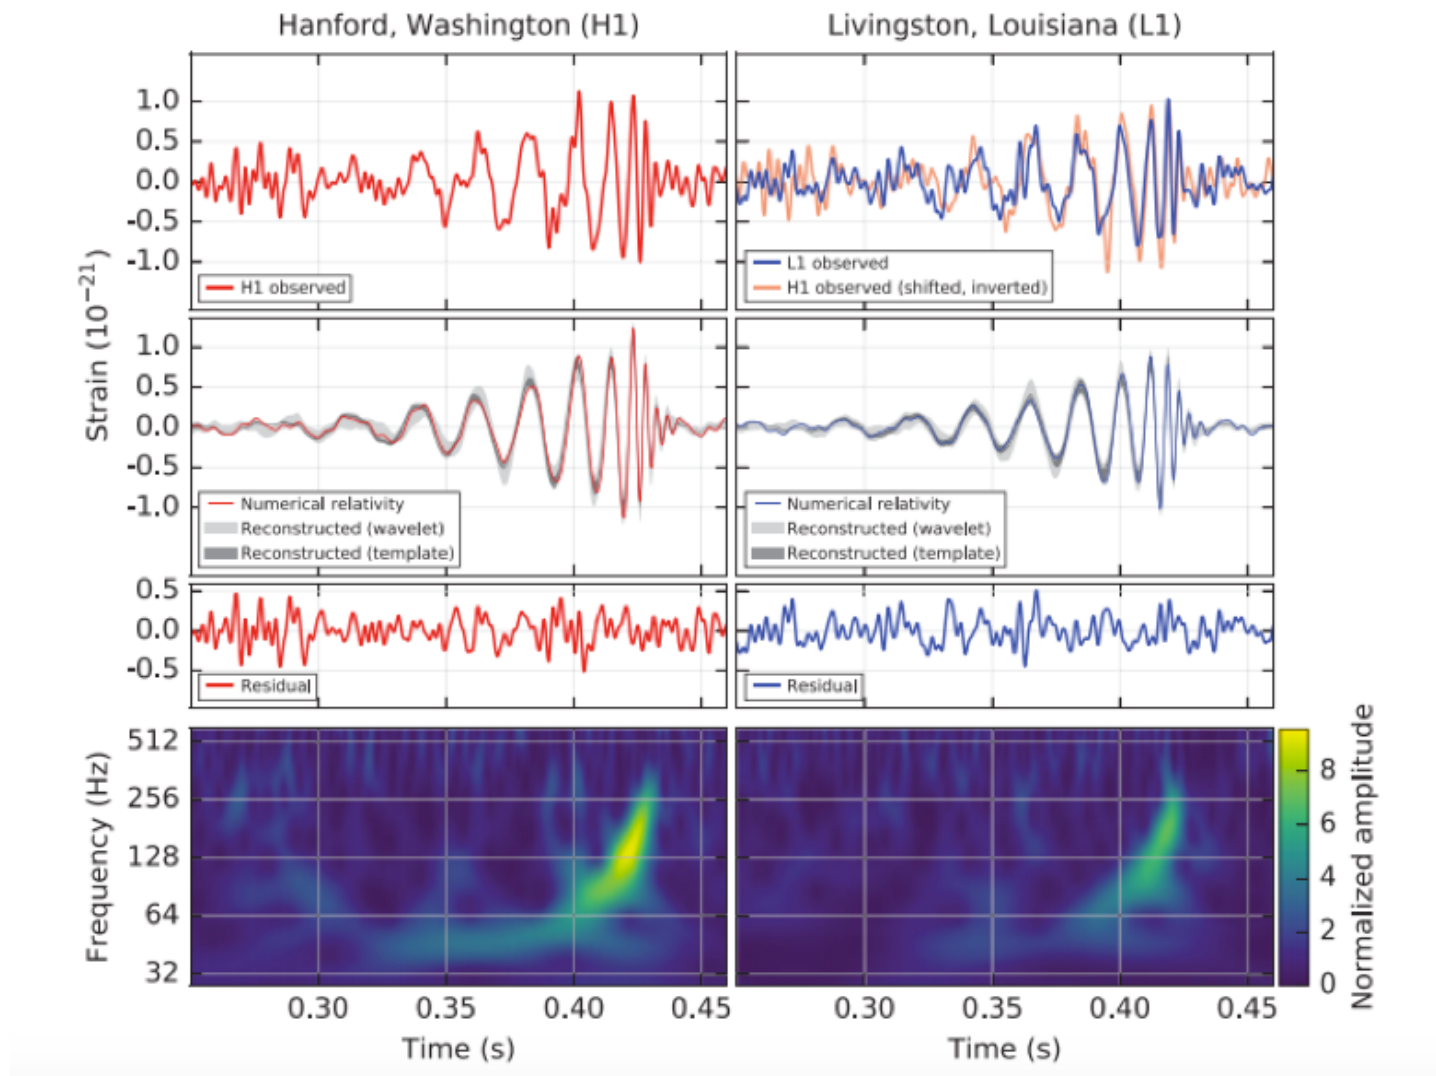 Hanford, Washington (H1)
Livingston, Louisiana (L1)
Strain (10⁻²¹)
1.0
0.5
0.0
-0.5
-1.0
H1 observed
L1 observed
H1 observed (shifted, inverted)
1.0
0.5
0.0
-0.5
-1.0
Numerical relativity
Reconstructed (wavelet)
Reconstructed (template)
Numerical relativity
Reconstructed (wavelet)
Reconstructed (template)
0.5
0.0
-0.5
Residual
Residual
Frequency (Hz)
512
256
128
64
32
Normalized amplitude
8
6
4
2
0
0.30 0.35 0.40 0.45
0.30 0.35 0.40 0.45
Time (s)
Time (s)